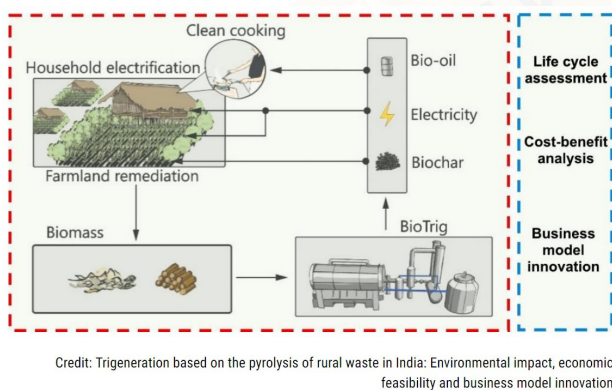 Clean cooking
Household electrification
Farmland remediation
Biomass
BioTrig
Bio-oil
Electricity
Biochar
Life cycle
assessment
Cost-benefit
analysis
Business
model
innovation
Credit: Trigeneration based on the pyrolysis of rural waste in India: Environmental impact, economic
feasibility and business model innovation